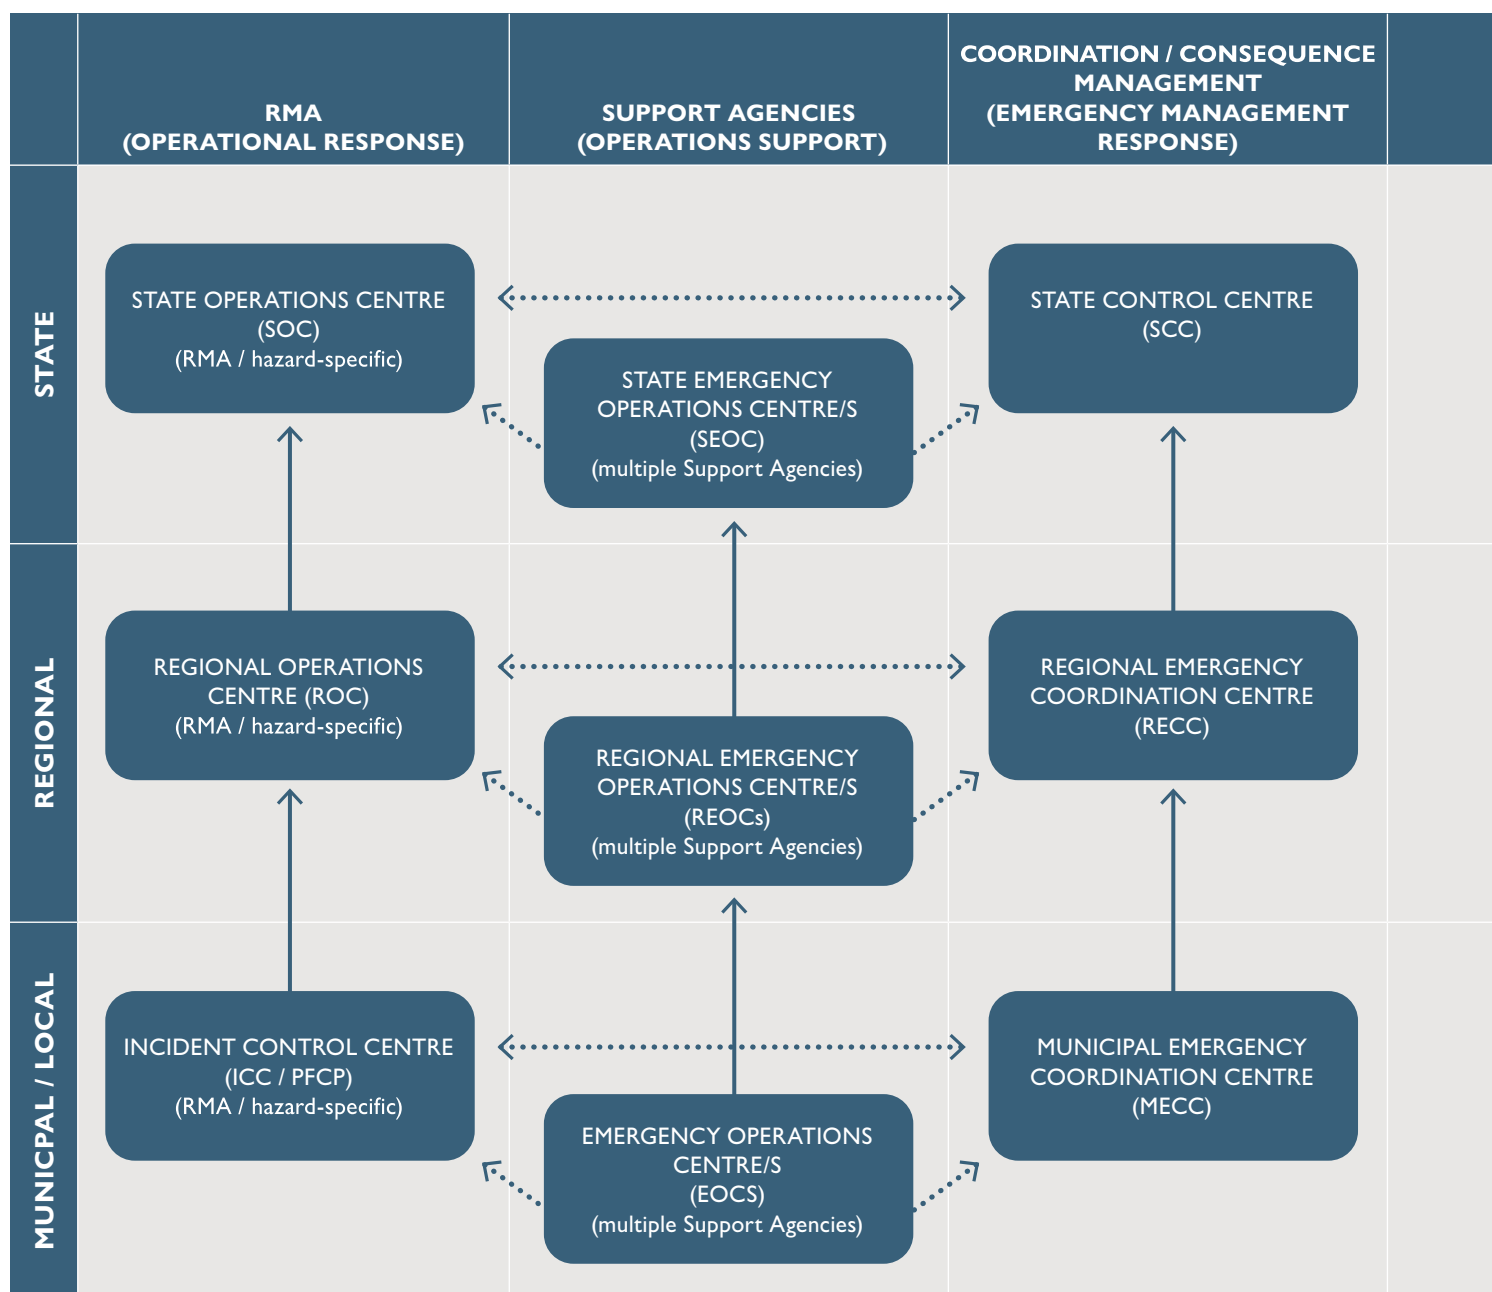 RMA
(OPERATIONAL RESPONSE)
SUPPORT AGENCIES
(OPERATIONS SUPPORT)
COORDINATION / CONSEQUENCE
MANAGEMENT
(EMERGENCY MANAGEMENT
RESPONSE)
STATE
STATE OPERATIONS CENTRE
(SOC)
(RMA / hazard-specific)
STATE EMERGENCY
OPERATIONS CENTRE/S
(SEOC)
(multiple Support Agencies)
STATE CONTROL CENTRE
(SCC)
REGIONAL
REGIONAL OPERATIONS
CENTRE (ROC)
(RMA / hazard-specific)
REGIONAL EMERGENCY
OPERATIONS CENTRE/S
(REOCs)
(multiple Support Agencies)
REGIONAL EMERGENCY
COORDINATION CENTRE
(RECC)
MUNICPAL / LOCAL
INCIDENT CONTROL CENTRE
(ICC / PFCP)
(RMA / hazard-specific)
EMERGENCY OPERATIONS
CENTRE/S
(EOCS)
(multiple Support Agencies)
MUNICIPAL EMERGENCY
COORDINATION CENTRE
(MECC)